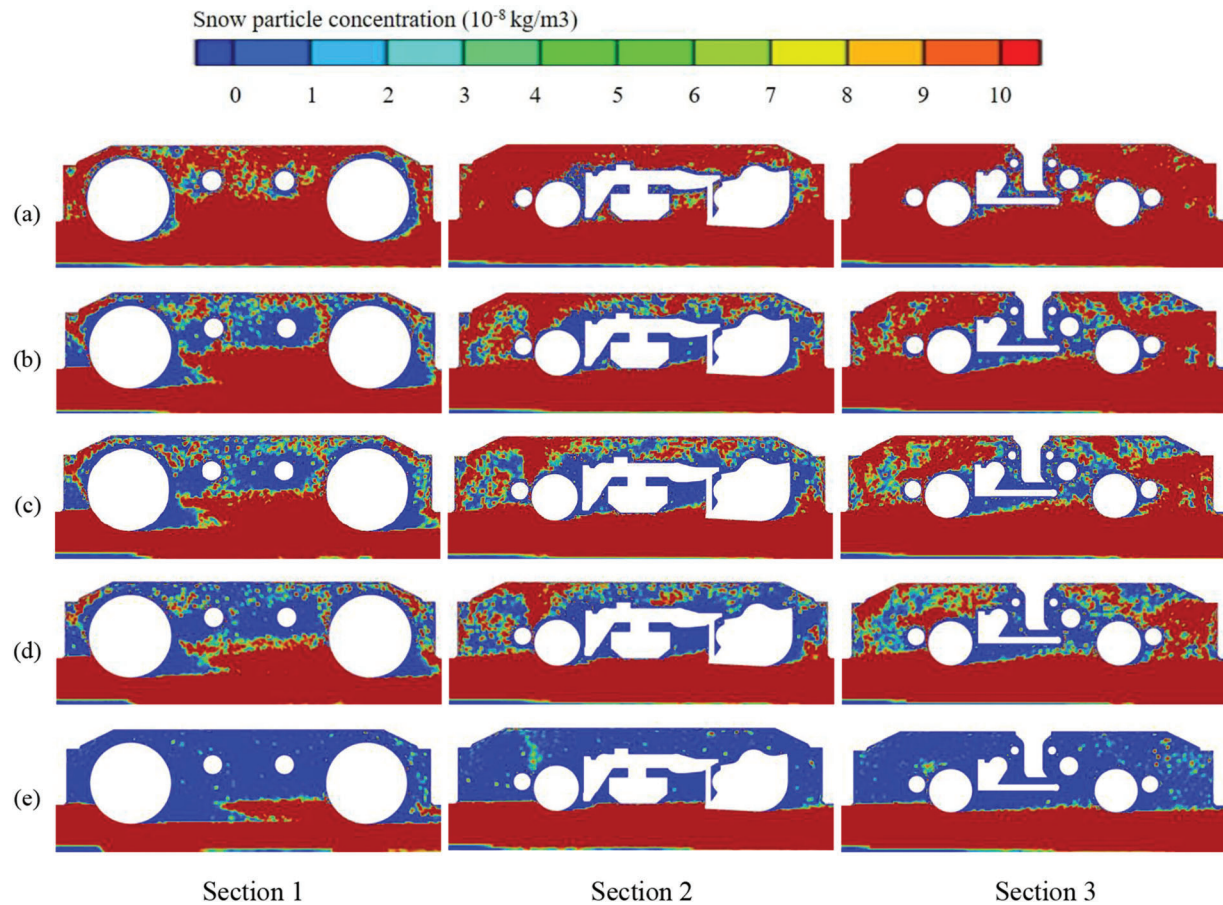 Snow particle concentration (10-8 kg/m3)
0 1 2 3 4 5 6 7 8 9 10
(a)
(b)
(c)
(d)
(e)
Section 1 Section 2 Section 3